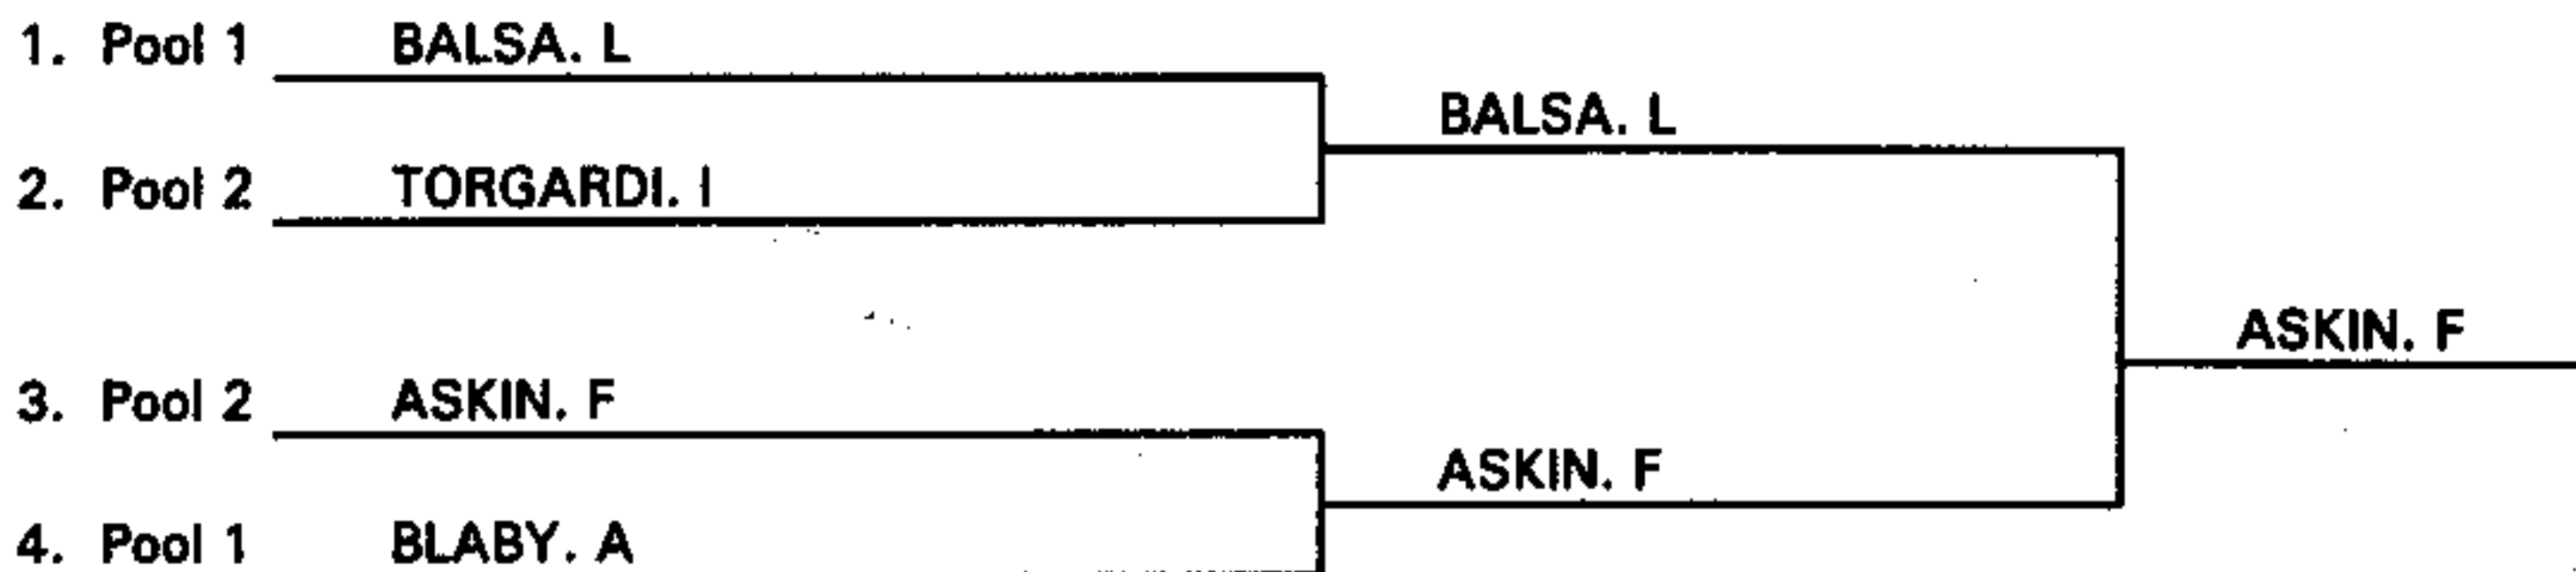 1. Pool 1 BALSA. L
BALSA. L
2. Pool 2 TORGARDI. I
ASKIN. F
3. Pool 2 ASKIN. F
ASKIN. F
4. Pool 1 BLABY. A